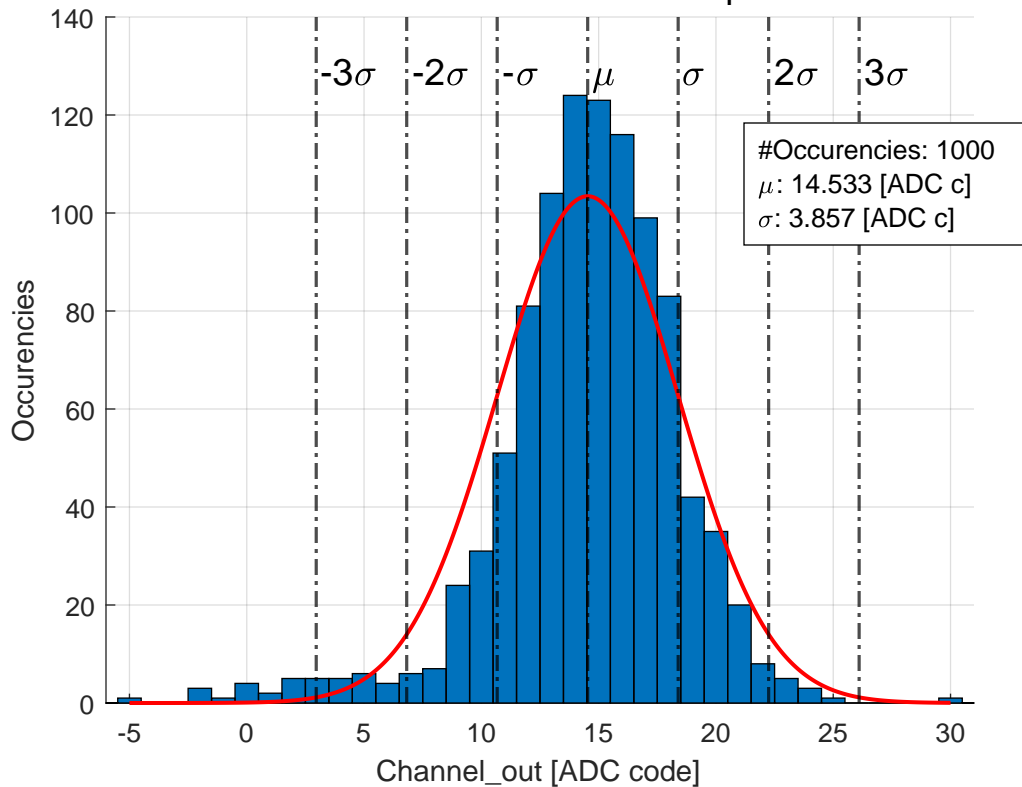 140
120
100
80
60
40
20
0
Occurencies
-3σ
-2σ
-σ
μ
σ
2σ
3σ
#Occurencies: 1000
μ: 14.533 [ADC c]
σ: 3.857 [ADC c]
-5
0
5
10
15
20
25
30
Channel_out [ADC code]